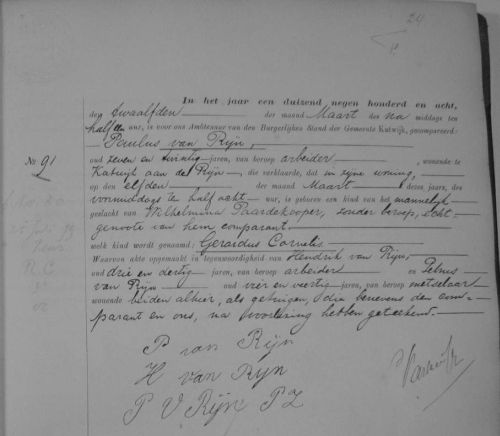 24
In het jaar een duizend negen honderd en acht,
den twaalfden der maand Maart des na middags ten
half ure, is voor ons Ambtenaar van den Burgerlijken Stand der Gemeente Katwijk, gecompareerd:
Paulus van Rijn,
No. 91
oud zeven en twintig jaren, van beroep arbeider, wonende te
Katwijk aan den Rijn, die verklaarde, dat in zijne woning,
op den elfden der maand Maart dezes jaars, des
voormiddags te half acht ure, is geboren een kind van het mannelijk
geslacht van Wilhelmina Paardekooper, zonder beroep, echt-
genoote van hem comparant.
welk kind wordt genaamd: Gerardus Cornelis
Waarvan akte opgemaakt in tegenwoordigheid van Hendrik van Rijn,
oud drie en dertig jaren, van beroep arbeider en Petrus
van Rijn oud vier en veertig jaren, van beroep metselaar
wonende beiden alhier, als getuigen, die benevens den com-
parant en ons, na voorlezing hebben geteekend.
P van Rijn
H van Rijn
P V Rijn PZ